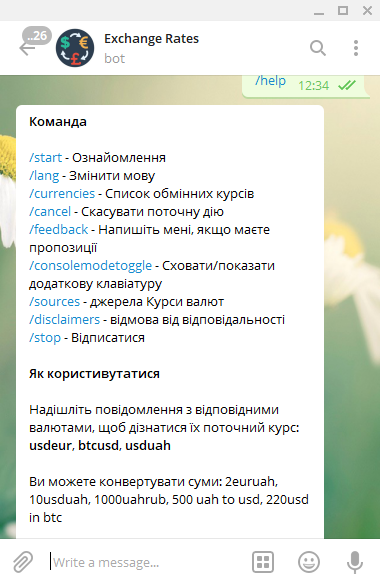 ..26
Exchange Rates
bot
/help
12:34
Команда
/start - Ознайомлення
/lang - Змінити мову
/currencies - Список обмінних курсів
/cancel - Скасувати поточну дію
/feedback - Напишіть мені, якщо маєте
пропозиції
/consolemodetoggle - Сховати/показати
додаткову клавіатуру
/sources - джерела Курси валют
/disclaimers - відмова від відповідальності
/stop - Відписатися
Як користивутатися
Надішліть повідомлення з відповідними
валютами, щоб дізнатися їх поточний курс:
usdeur, btcusd, usduah
Ви можете конвертувати суми: 2euruah,
10usduah, 1000uahrub, 500 uah to usd, 220usd
in btc
Write a message...